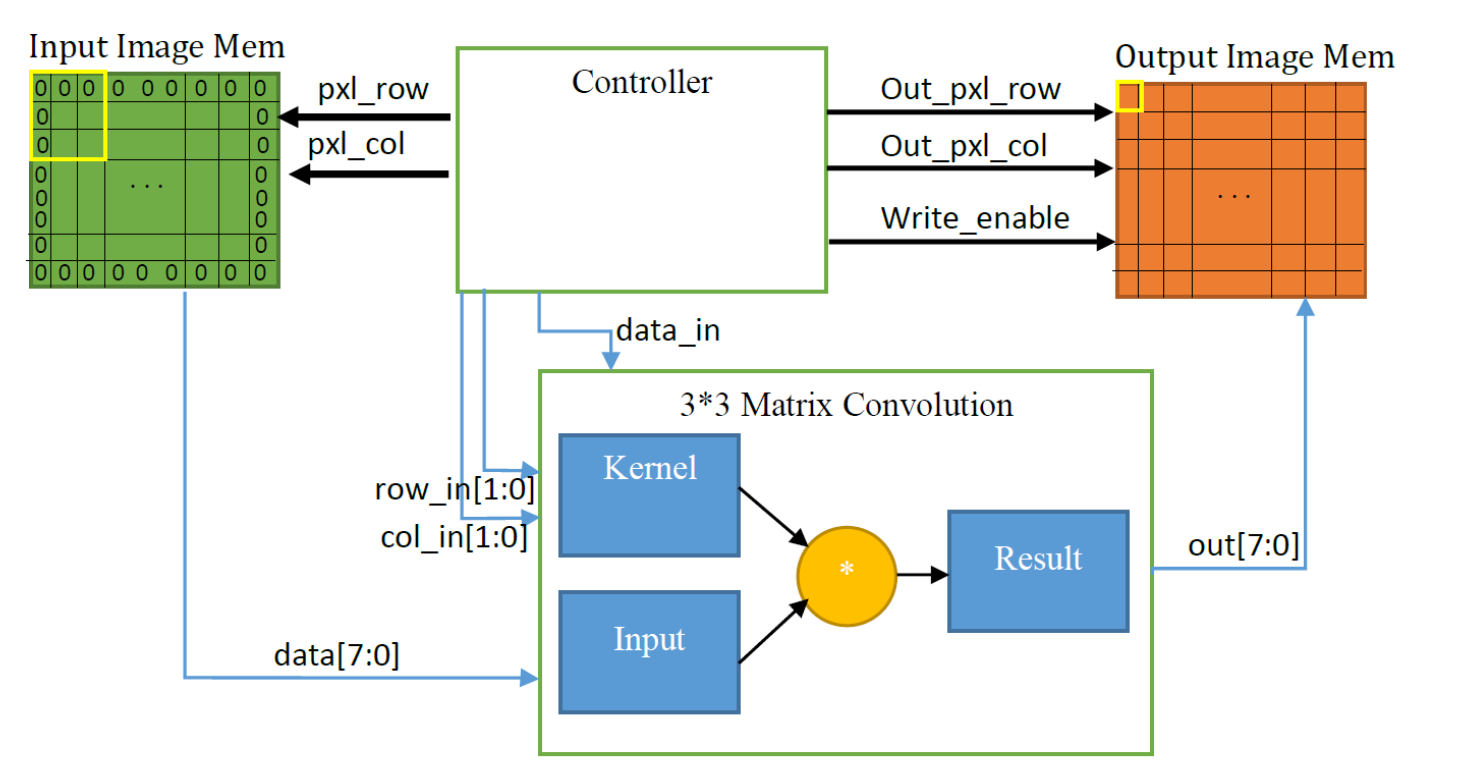 Input Image Mem
0 0 0 0 0 0 0 0 0
0 0
0 0
0 0
0 0
0 0
0 0
0 0 0 0 0 0 0 0 0
. . .
pxl_row
pxl_col
Controller
Out_pxl_row
Out_pxl_col
Write_enable
Output Image Mem
. . .
data_in
3*3 Matrix Convolution
Kernel
row_in[1:0]
col_in[1:0]
*
Result
out[7:0]
Input
data[7:0]